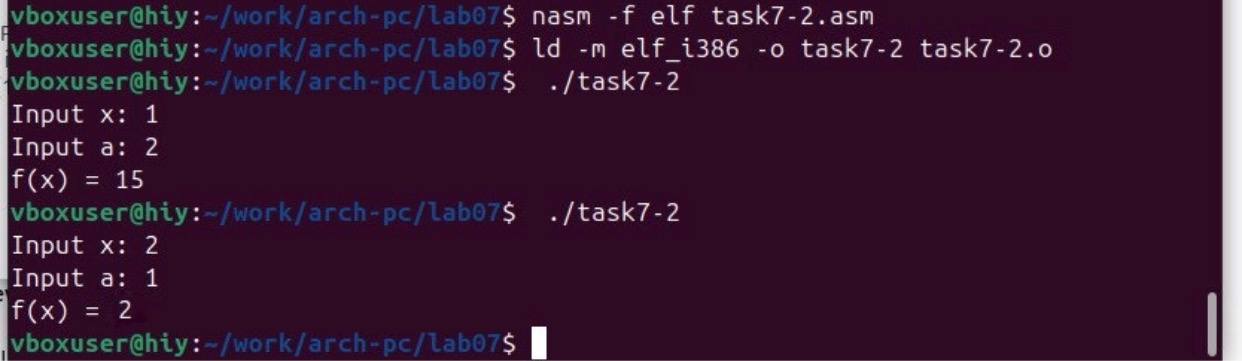 vboxuser@hiy:~/work/arch-pc/lab07$ nasm -f elf task7-2.asm
vboxuser@hiy:~/work/arch-pc/lab07$ ld -m elf_i386 -o task7-2 task7-2.o
vboxuser@hiy:~/work/arch-pc/lab07$  ./task7-2
Input x: 1
Input a: 2
f(x) = 15
vboxuser@hiy:~/work/arch-pc/lab07$  ./task7-2
Input x: 2
Input a: 1
f(x) = 2
vboxuser@hiy:~/work/arch-pc/lab07$